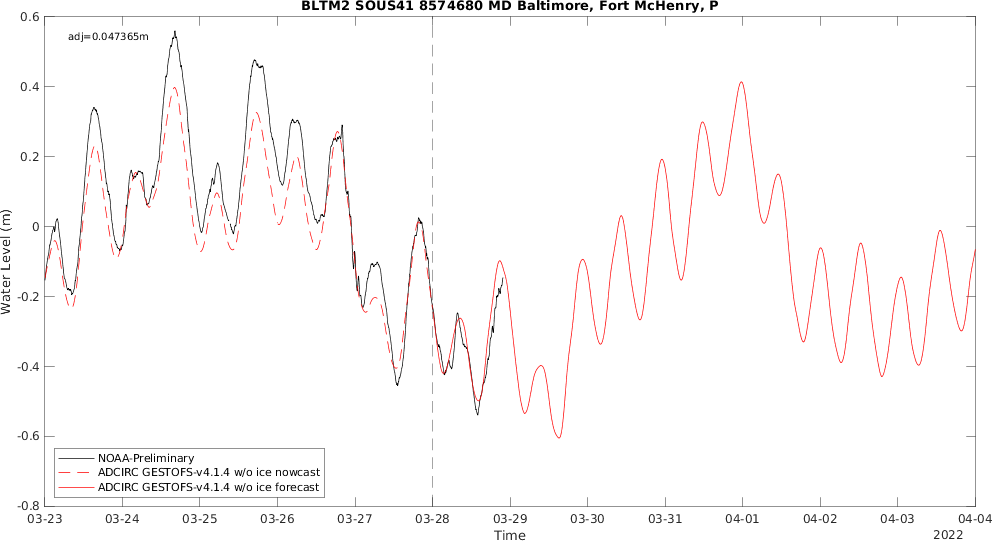 BLTM2 SOUS41 8574680 MD Baltimore, Fort McHenry, P
adj=0.047365m
0.6
0.4
0.2
0
-0.2
-0.4
-0.6
-0.8
Water Level (m)
NOAA-Preliminary
ADCIRC GESTOFS-v4.1.4 w/o ice nowcast
ADCIRC GESTOFS-v4.1.4 w/o ice forecast
03-23 03-24 03-25 03-26 03-27 03-28 03-29 03-30 03-31 04-01 04-02 04-03 04-04
Time
2022